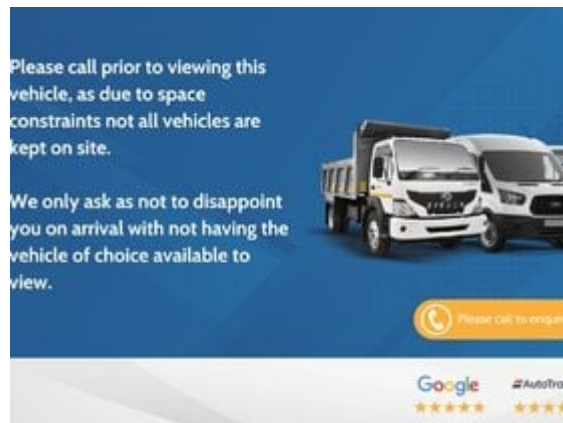 Please call prior to viewing this
vehicle, as due to space
constraints not all vehicles are
kept on site.
We only ask as not to disappoint
you on arrival with not having the
vehicle of choice available to
view.
Please call to enqui
Google
AutoTra